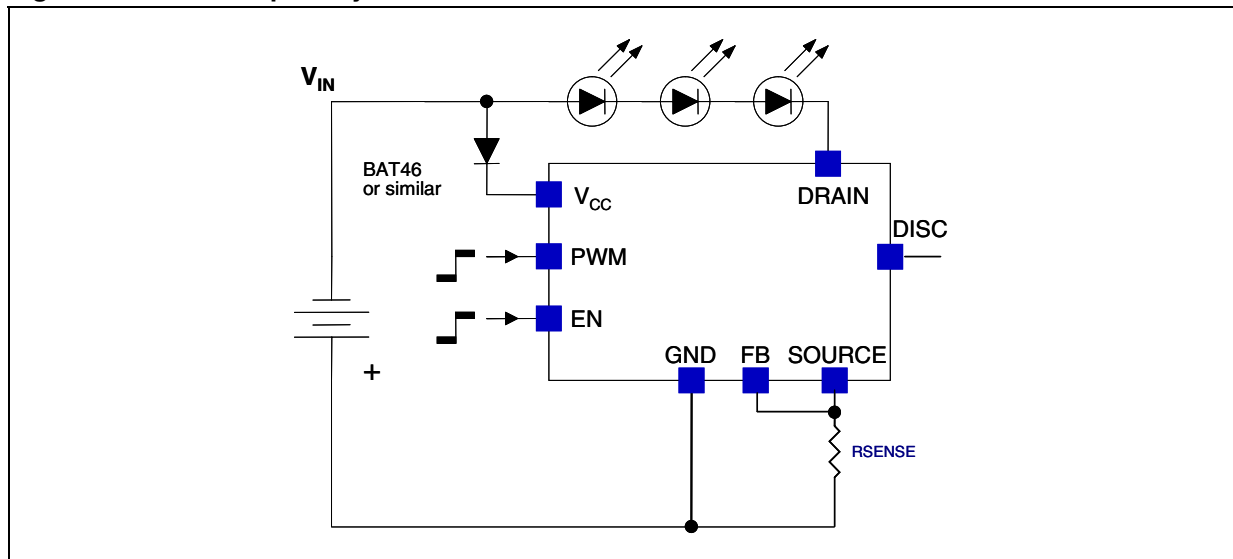 VIN
BAT46
or similar
VCC
DRAIN
DISC
PWM
EN
GND FB SOURCE
+
RSENSE